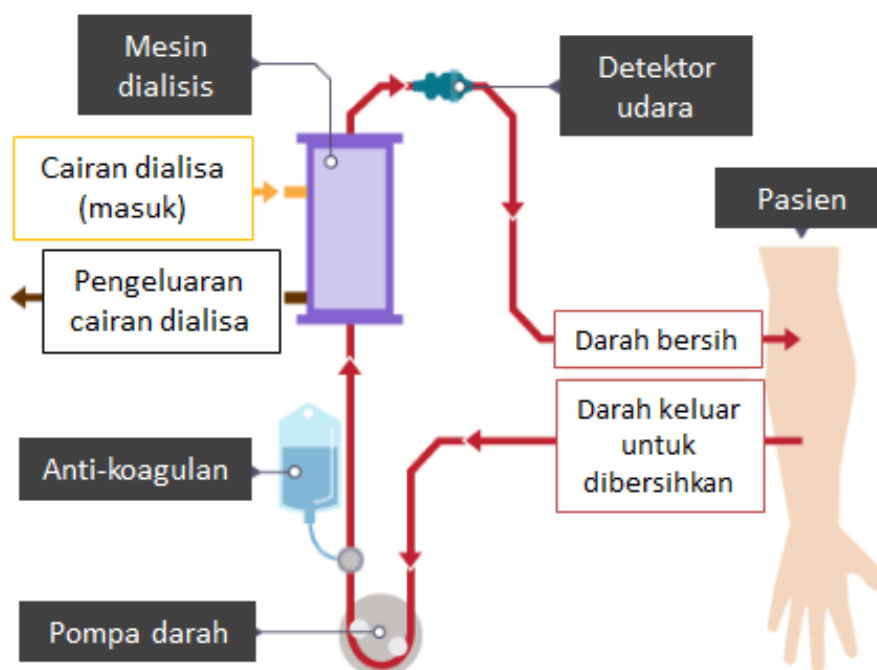 Mesin
dialisis
Detektor
udara
Cairan dialisa
(masuk)
Pasien
Pengeluaran
cairan dialisa
Darah bersih
Darah keluar
untuk
dibersihkan
Anti-koagulan
Pompa darah